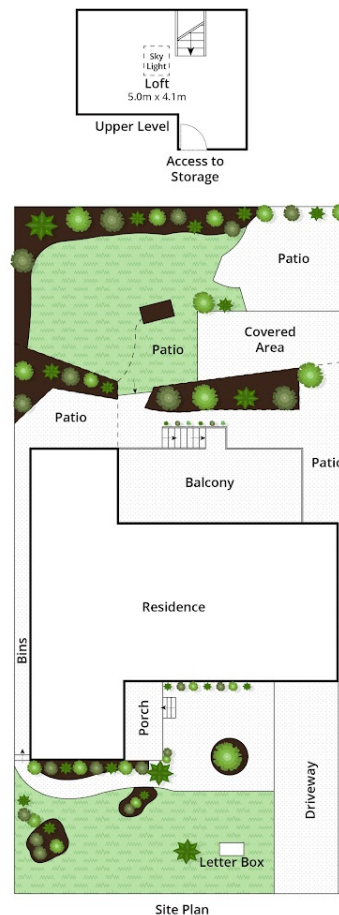 Sky
Light
Loft
5.0m x 4.1m
Upper Level
Access to
Storage
Patio
Covered
Area
Patio
Patio
Patio
Balcony
Residence
Bins
Porch
Driveway
Letter Box
Site Plan